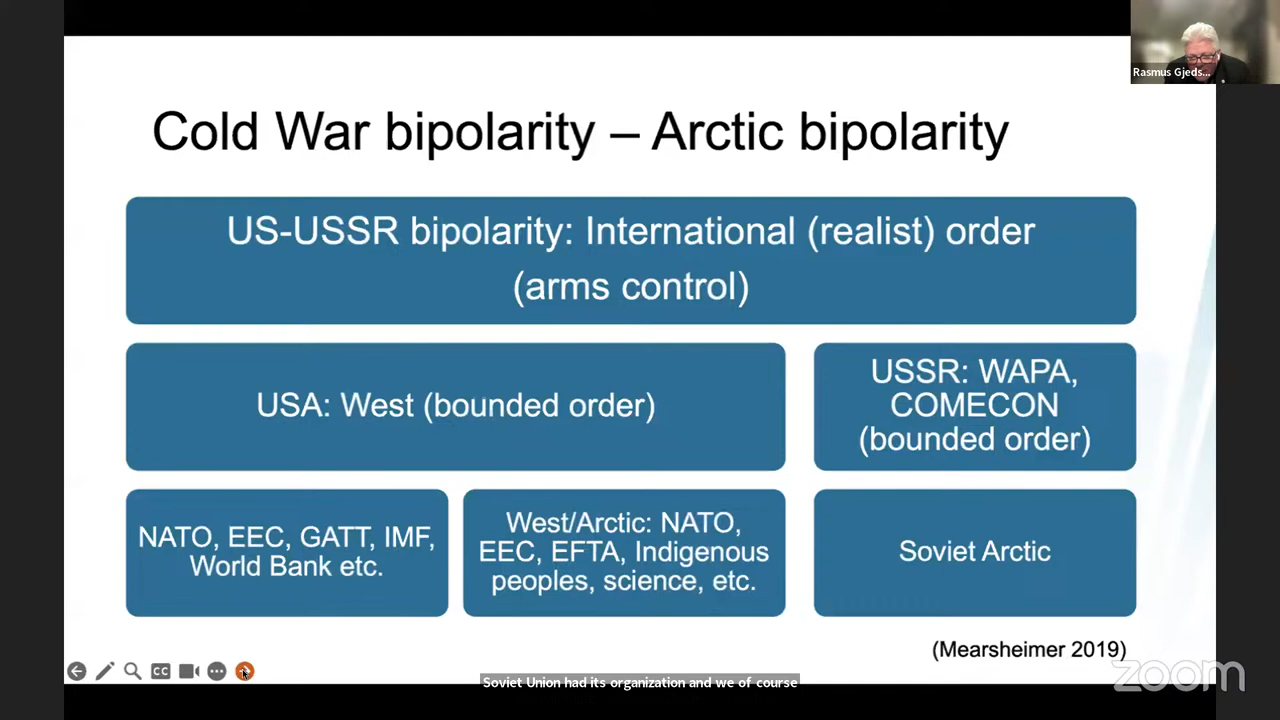 Rasmus Gjeds...
Cold War bipolarity – Arctic bipolarity
US-USSR bipolarity: International (realist) order
(arms control)
USA: West (bounded order)
USSR: WAPA,
COMECON
(bounded order)
NATO, EEC, GATT, IMF,
World Bank etc.
West/Arctic: NATO,
EEC, EFTA, Indigenous
peoples, science, etc.
Soviet Arctic
(Mearsheimer 2019)
zoom
CC
Soviet Union had its organization and we of course